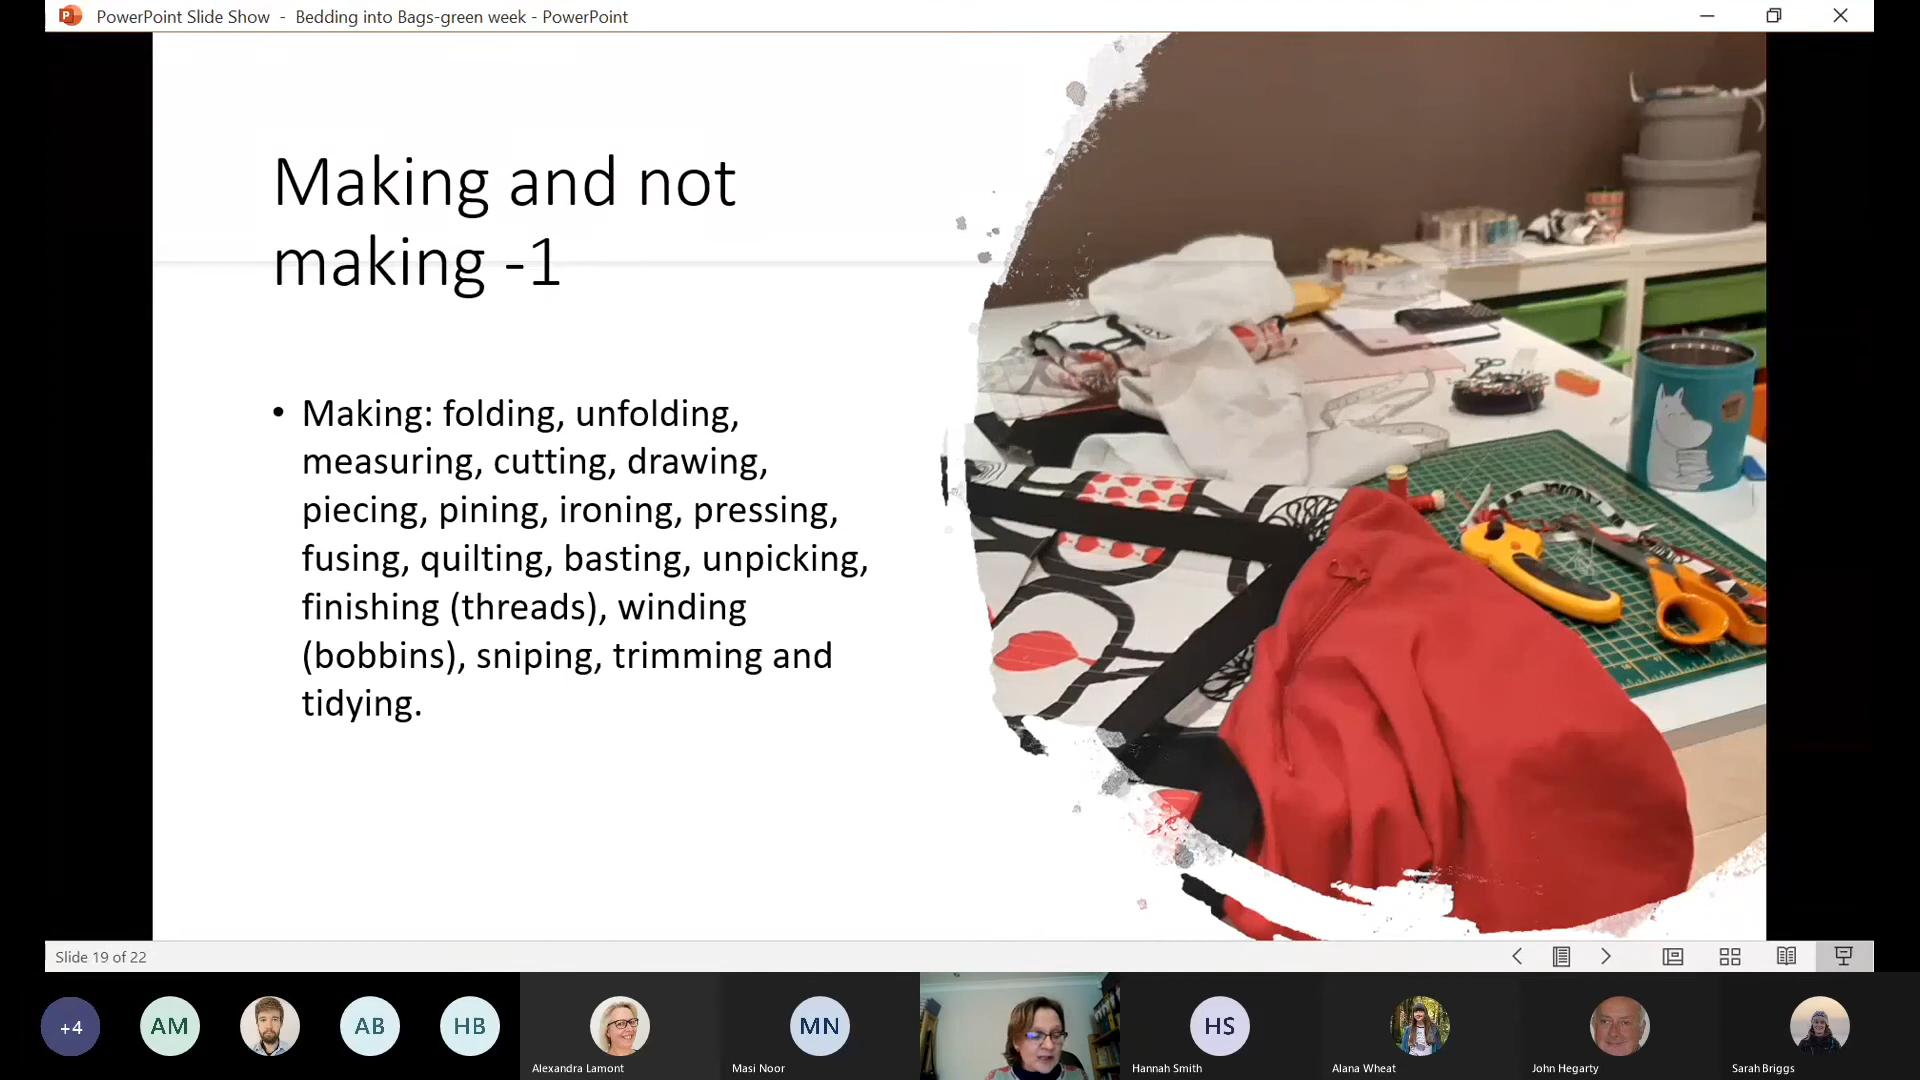 PowerPoint Slide Show - Bedding into Bags-green week - PowerPoint
Making and not
making -1
• Making: folding, unfolding,
measuring, cutting, drawing,
piecing, pining, ironing, pressing,
fusing, quilting, basting, unpicking,
finishing (threads), winding
(bobbins), sniping, trimming and
tidying.
Slide 19 of 22
+4
AM
AB
HB
MN
HS
Alexandra Lamont
Masi Noor
Hannah Smith
Alana Wheat
John Hegarty
Sarah Briggs